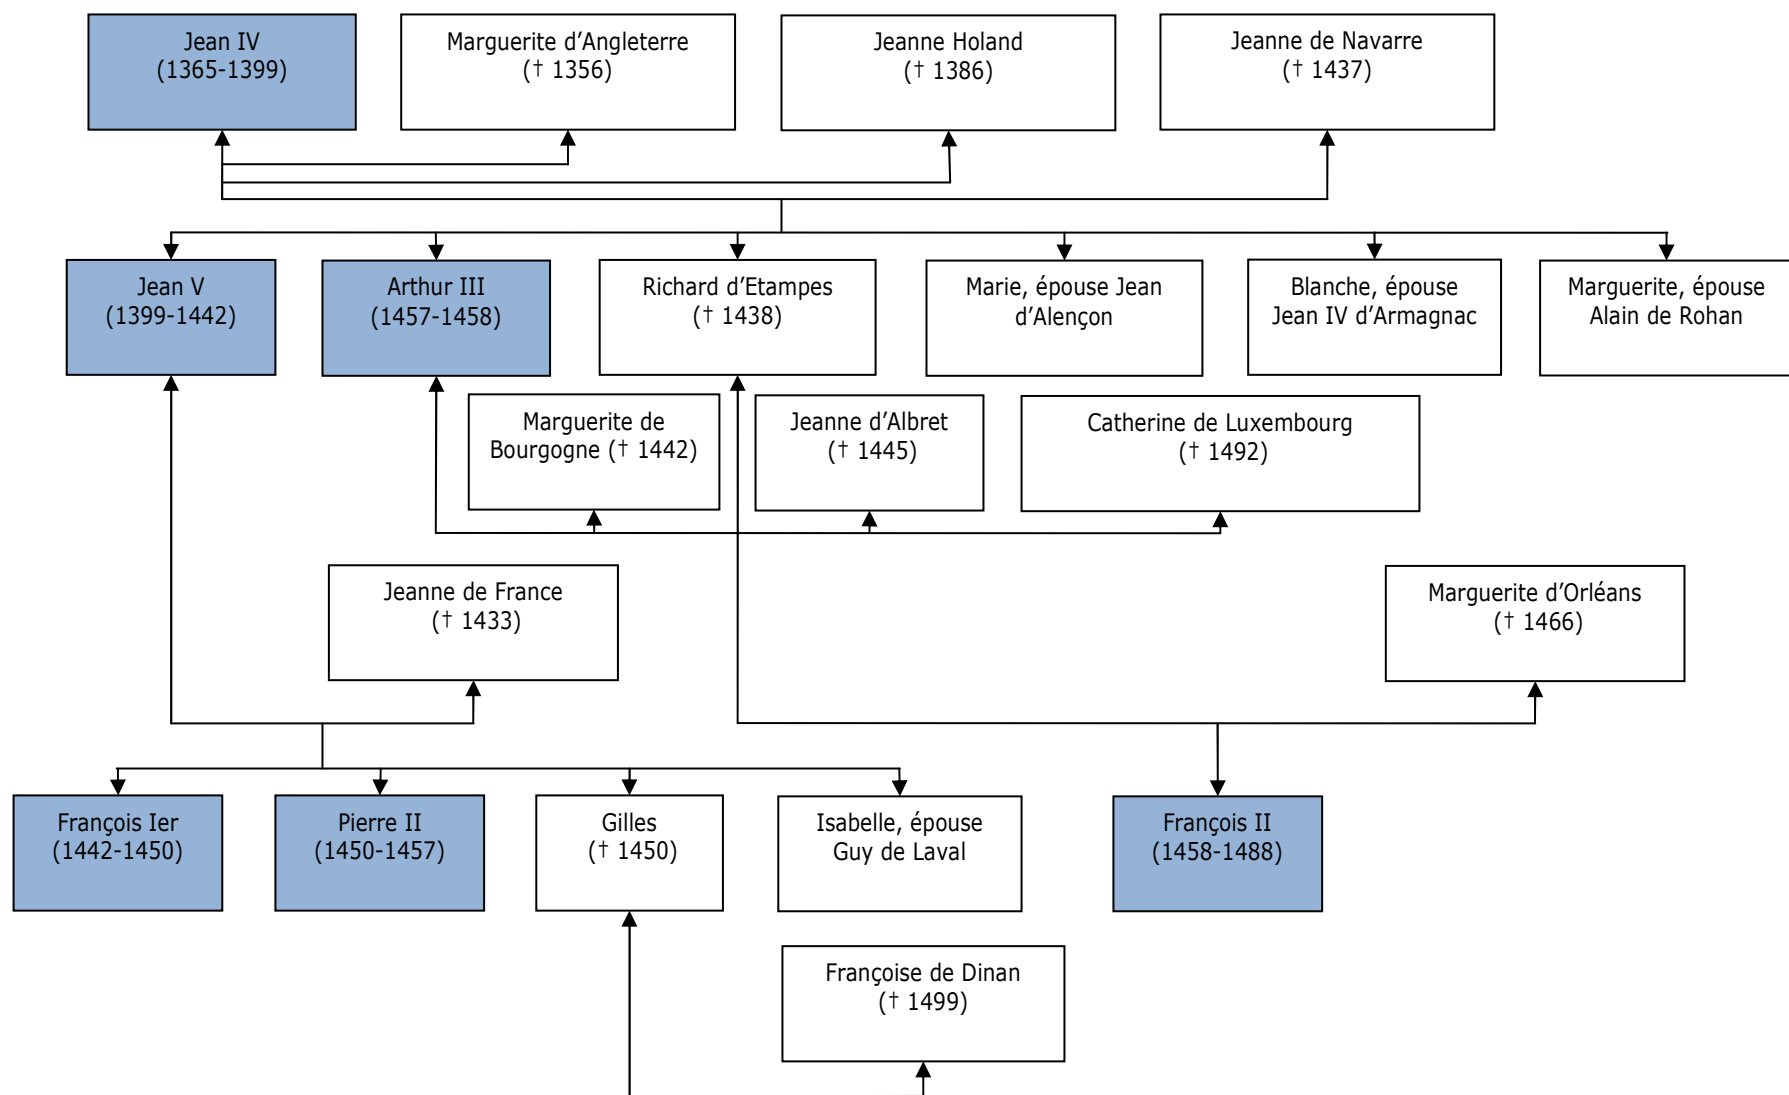 Jean IV
(1365-1399)
Marguerite d’Angleterre
(† 1356)
Jeanne Holand
(† 1386)
Jeanne de Navarre
(† 1437)
Jean V
(1399-1442)
Arthur III
(1457-1458)
Richard d’Etampes
(† 1438)
Marie, épouse Jean
d’Alençon
Blanche, épouse
Jean IV d’Armagnac
Marguerite, épouse
Alain de Rohan
Marguerite de
Bourgogne († 1442)
Jeanne d’Albret
(† 1445)
Catherine de Luxembourg
(† 1492)
Jeanne de France
(† 1433)
Marguerite d’Orléans
(† 1466)
François Ier
(1442-1450)
Pierre II
(1450-1457)
Gilles
(† 1450)
Isabelle, épouse
Guy de Laval
François II
(1458-1488)
Françoise de Dinan
(† 1499)